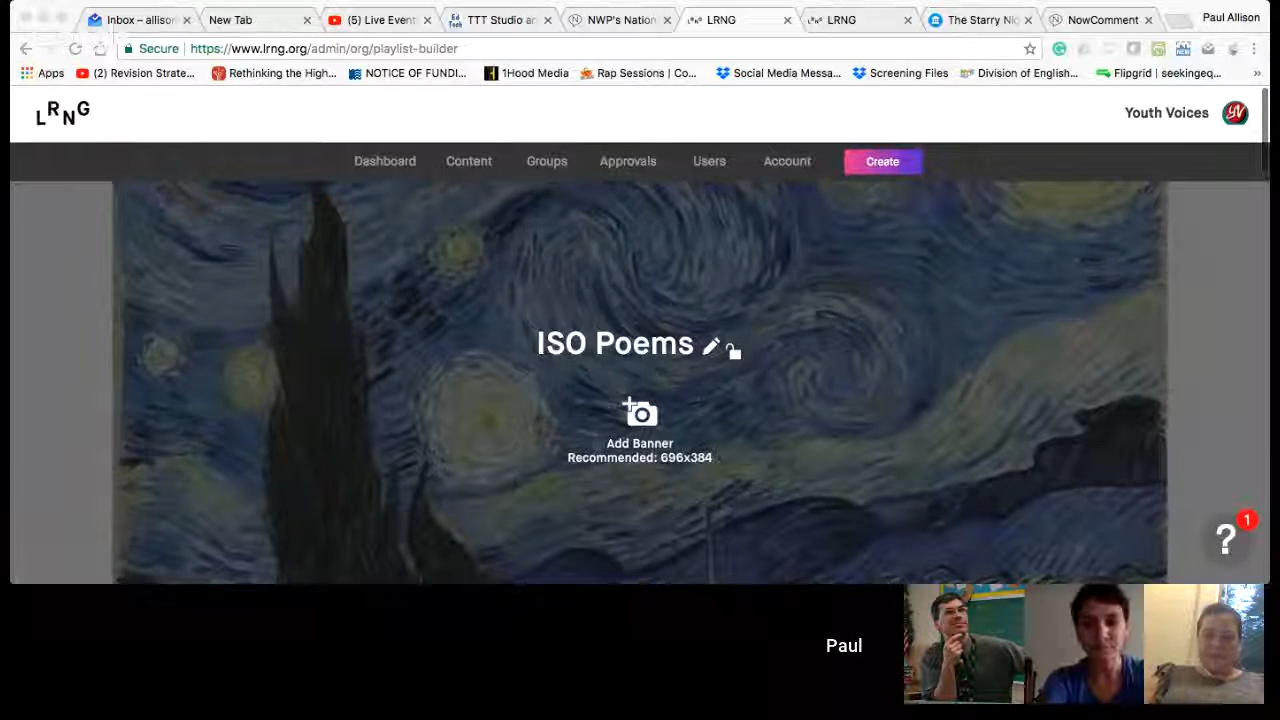 Inbox – allison
New Tab
(5) Live Event
TTT Studio an
NWP's Nation
LRNG
LRNG
The Starry Nig
NowComment
Paul Allison
Secure
https://www.lrng.org/admin/org/playlist-builder
Apps
(2) Revision Strate...
Rethinking the High...
NOTICE OF FUNDI...
1Hood Media
Rap Sessions | Co...
Social Media Messa...
Screening Files
Division of English...
Flipgrid | seekingeq...
»
LRNG
Youth Voices
YV
Dashboard
Content
Groups
Approvals
Users
Account
Create
ISO Poems
Add Banner
Recommended: 696x384
?
1
Paul